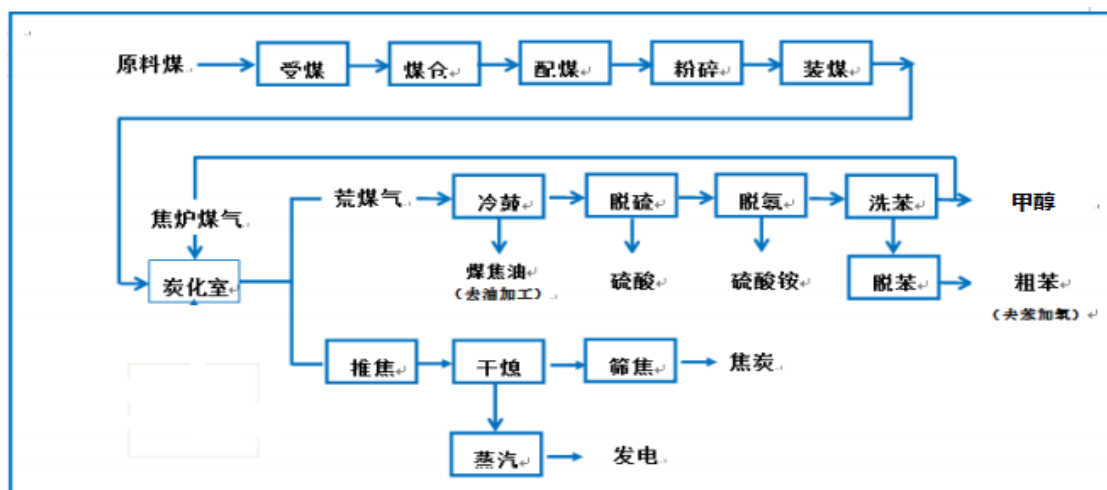 原料煤
受煤
煤仓
配煤
粉碎
装煤
荒煤气
冷鼓
脱硫
脱氨
洗苯
甲醇
焦炉煤气
炭化室
煤焦油
（去油加工）
硫酸
硫酸铵
脱苯
粗苯
（去苯加氢）
推焦
干熄
筛焦
焦炭
蒸汽
发电